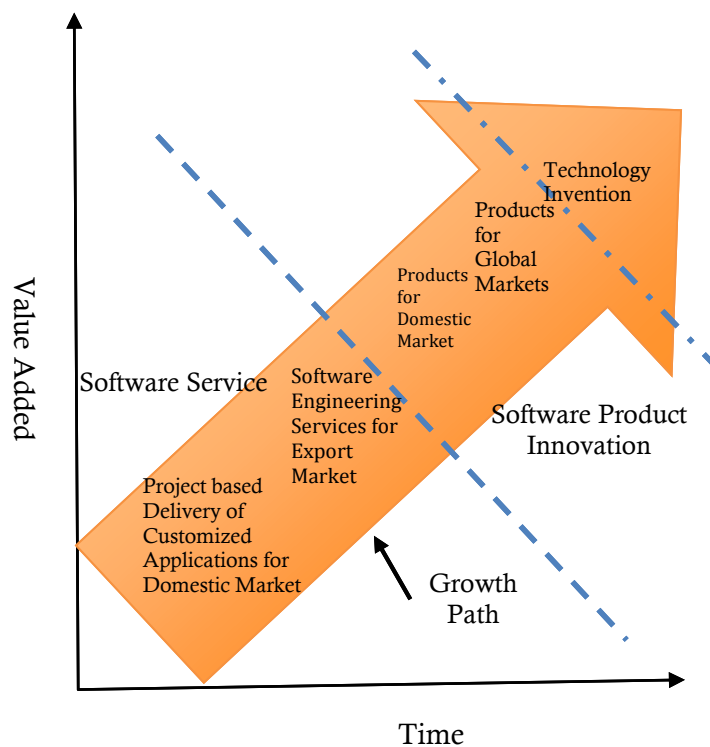 Technology
Invention
Products
for
Global
Markets
Products
for
Domestic
Market
Value Added
Software Service
Software
Engineering
Services for
Export
Market
Software Product
Innovation
Project based
Delivery of
Customized
Applications for
Domestic Market
Growth
Path
Time